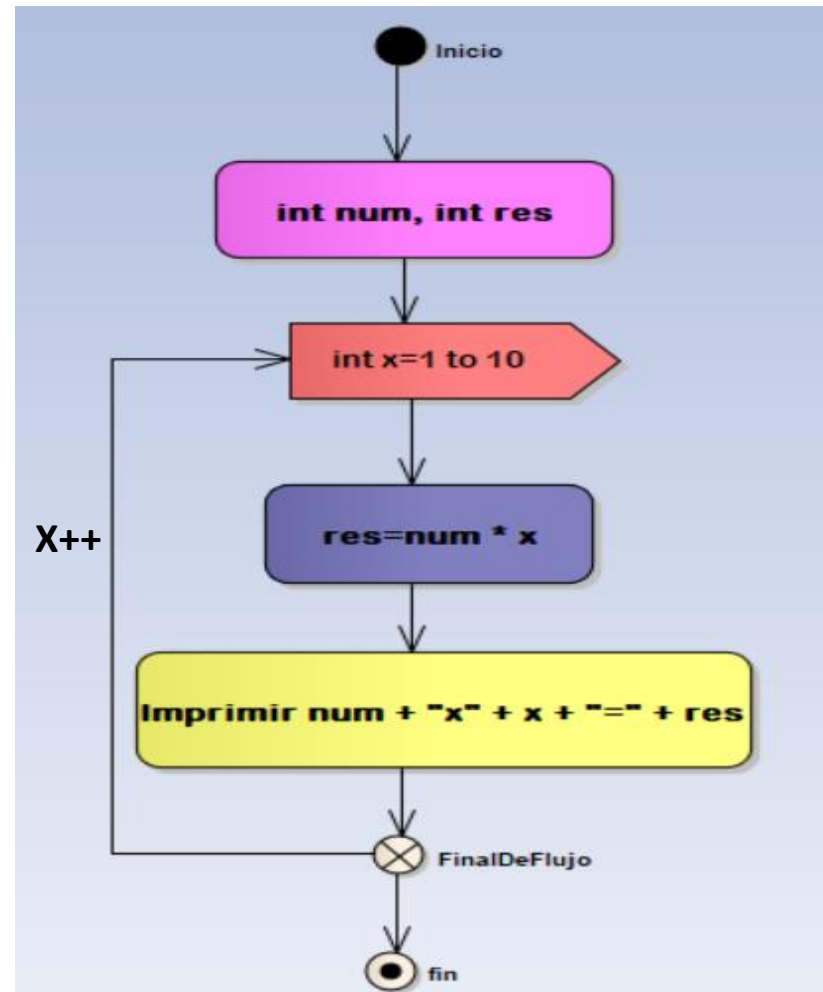 Inicio
int num, int res
int x=1 to 10
X++
res=num * x
Imprimir num + "x" + x + "=" + res
FinalDeFlujo
fin